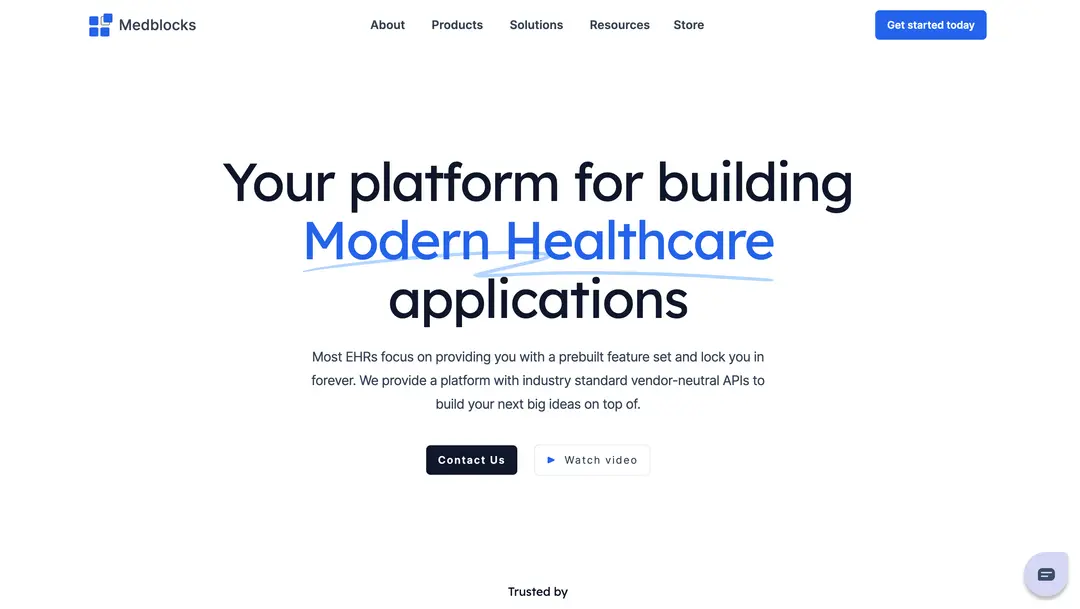 Medblocks
About
Products
Solutions
Resources
Store
Get started today
Your platform for building
Modern Healthcare
applications
Most EHRs focus on providing you with a prebuilt feature set and lock you in
forever. We provide a platform with industry standard vendor-neutral APIs to
build your next big ideas on top of.
Contact Us
Watch video
Trusted by